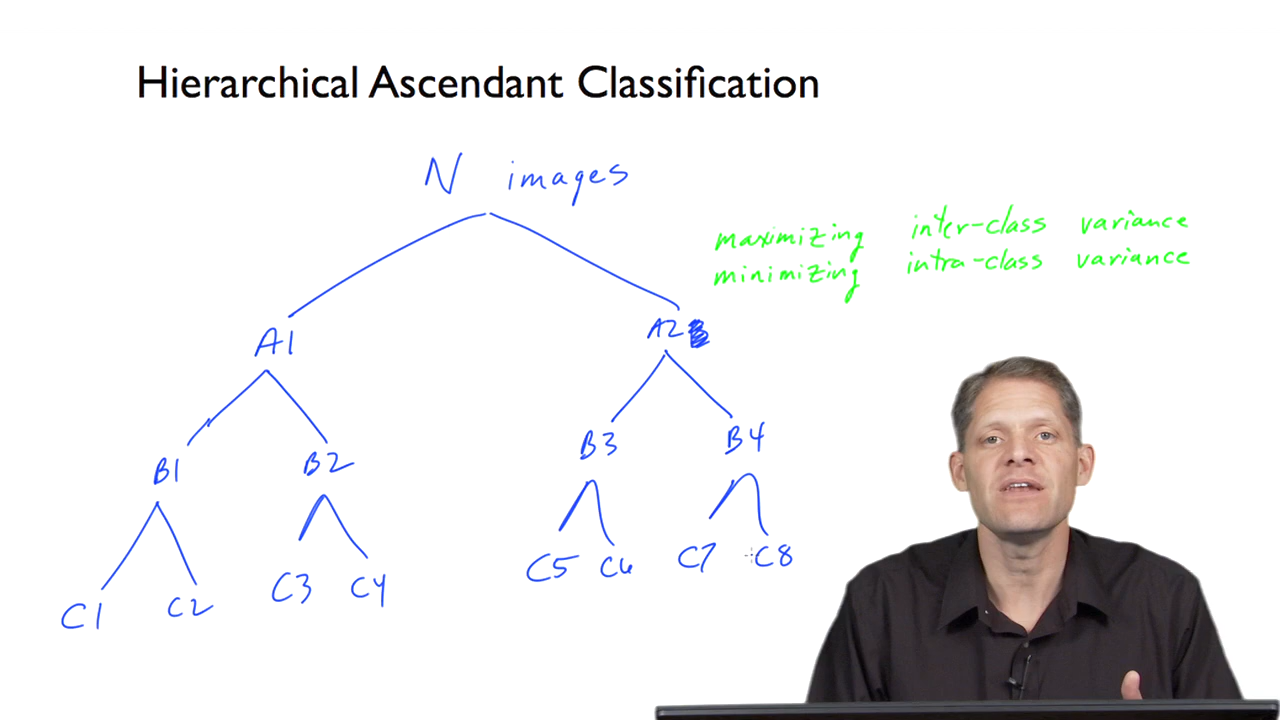 Hierarchical Ascendant Classification
N images
maximizing inter-class variance
minimizing intra-class variance
A1 A2
B1 B2 B3 B4
C1 C2 C3 C4 C5 C6 C7 C8